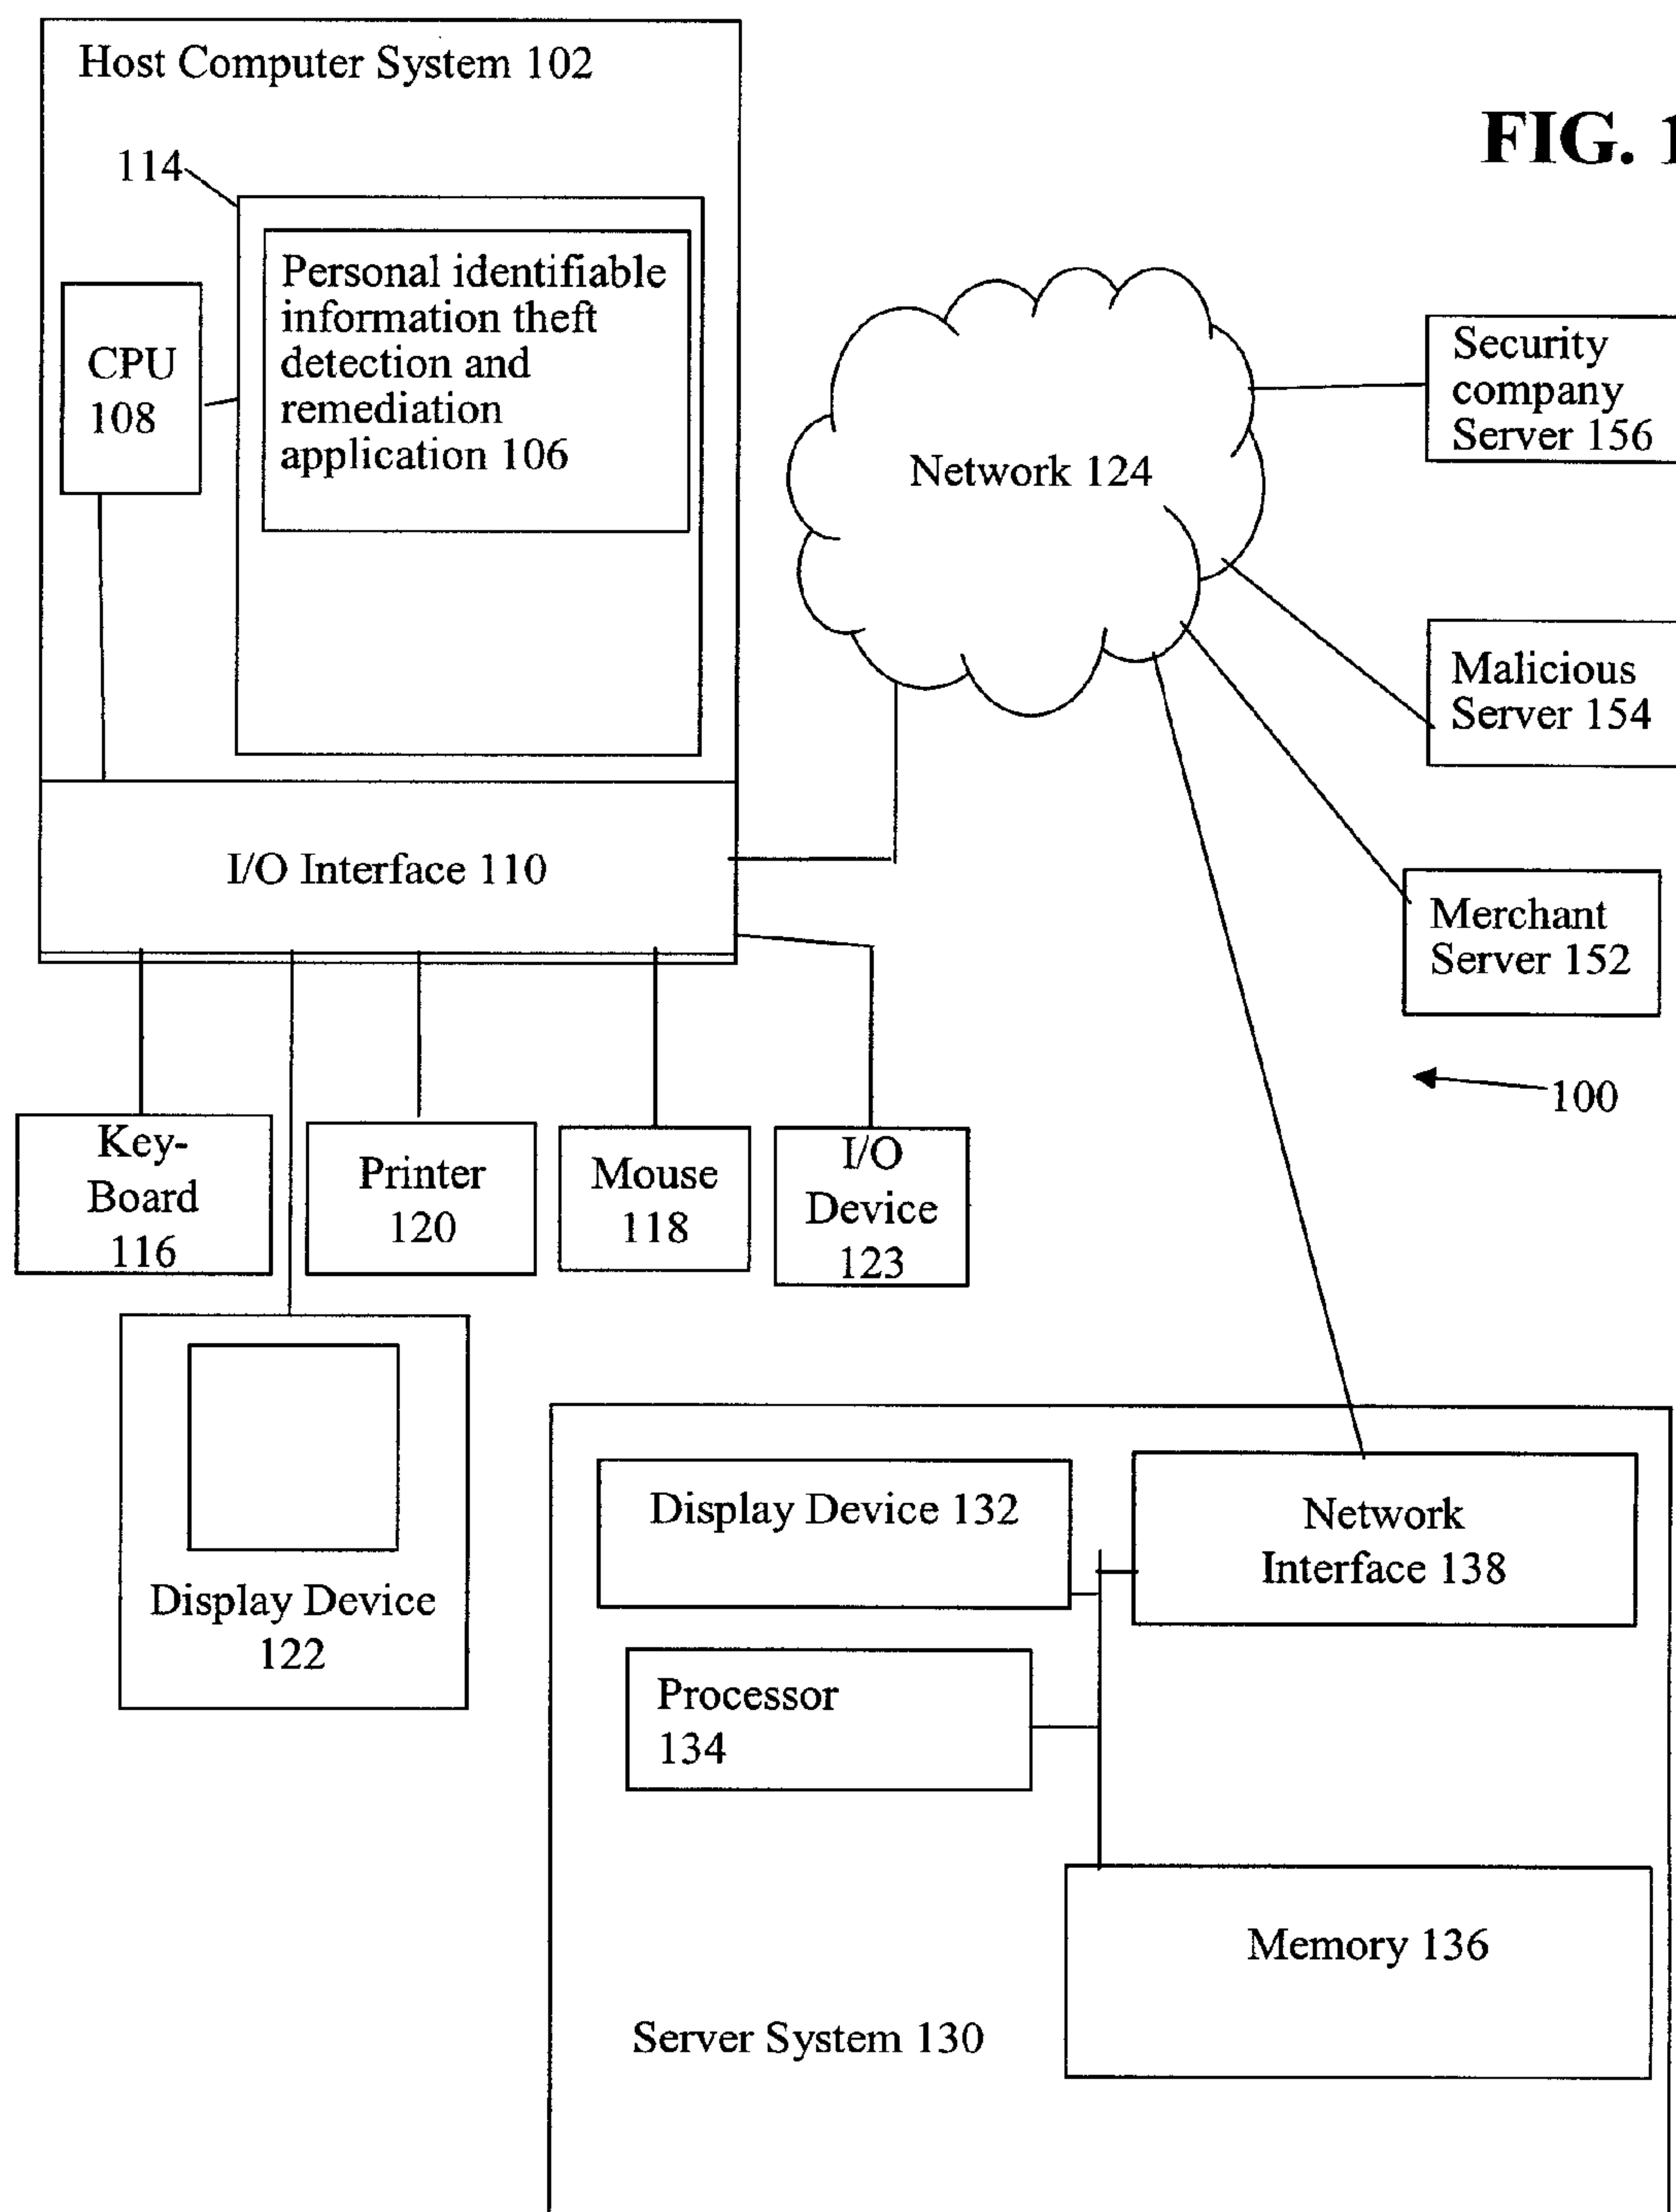 Host Computer System 102
FIG. 1
114
Personal identifiable
information theft
detection and
remediation
application 106
CPU
108
Network 124
Security
company
Server 156
Malicious
Server 154
I/O Interface 110
Merchant
Server 152
100
Key-
Board
116
Printer
120
Mouse
118
I/O
Device
123
Display Device
122
Display Device 132
Network
Interface 138
Processor
134
Memory 136
Server System 130